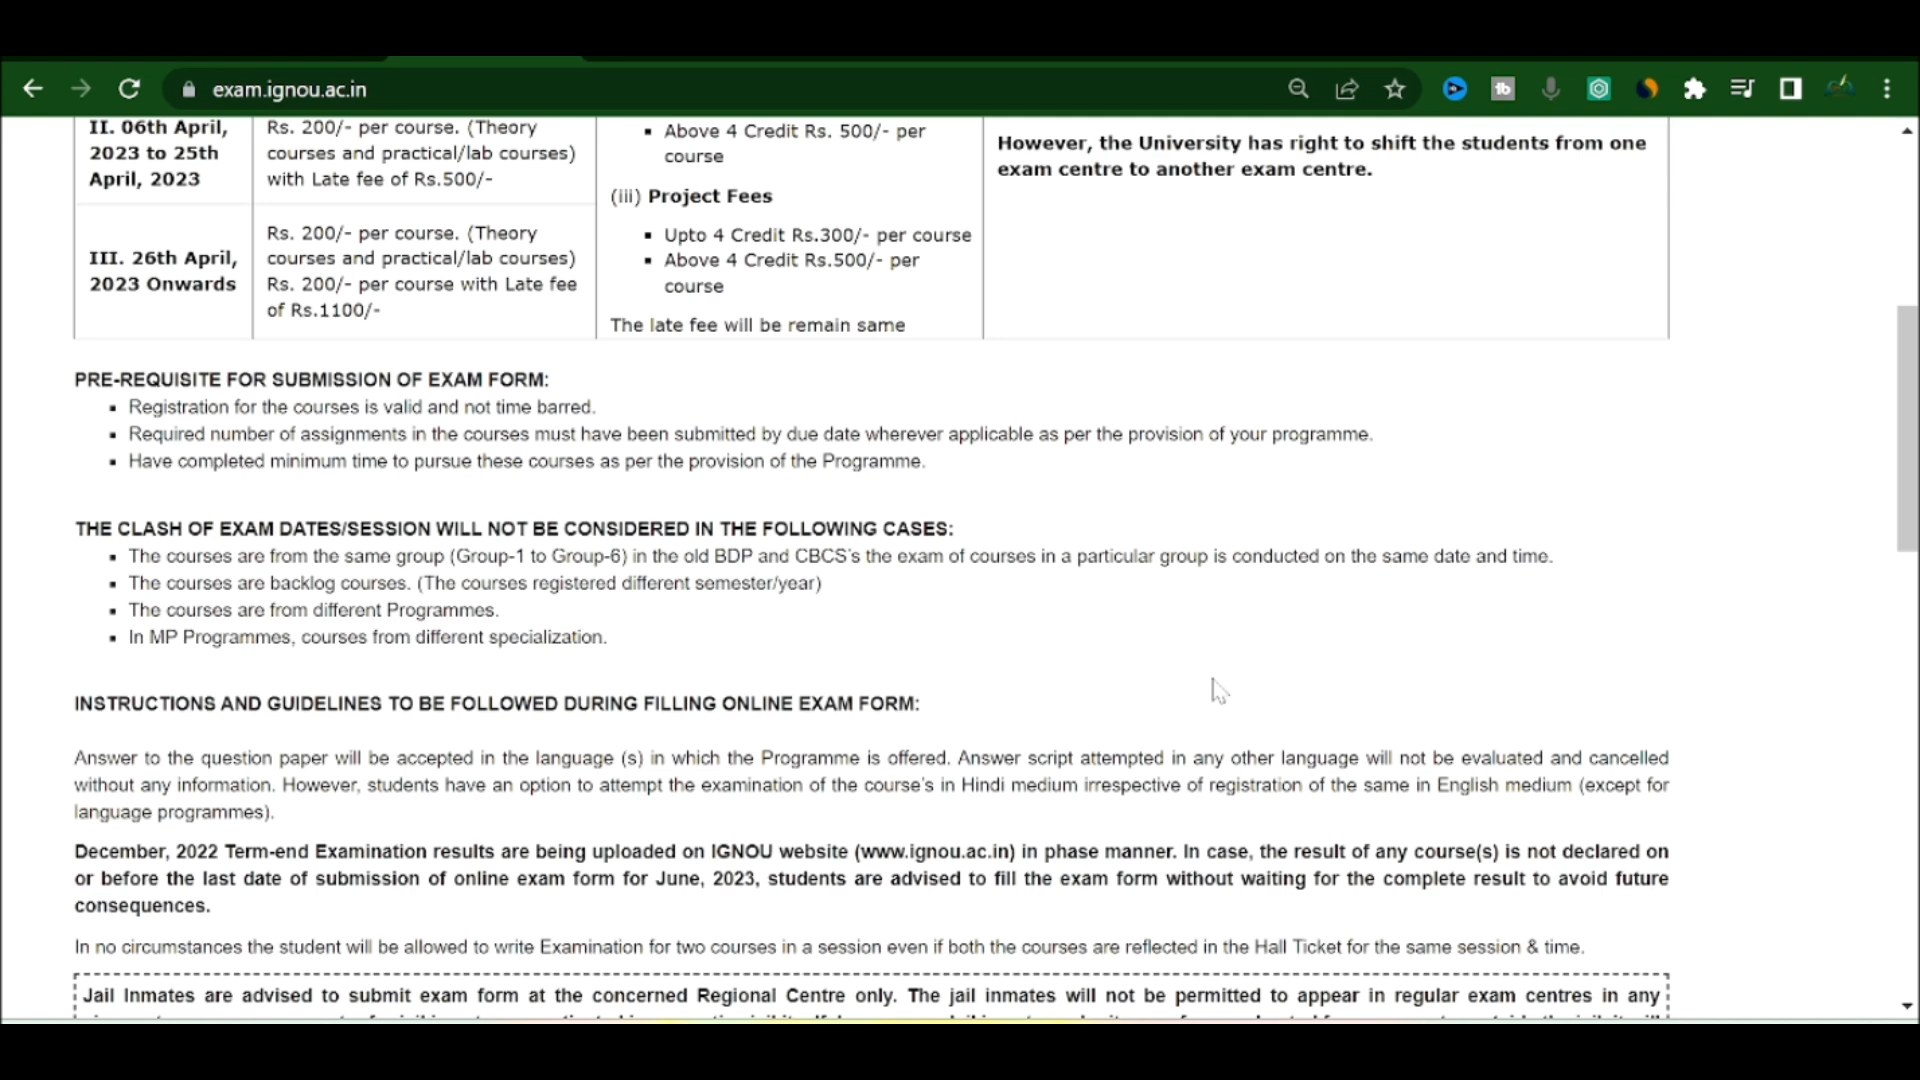 exam.ignou.ac.in
II. 06th April,
2023 to 25th
April, 2023
Rs. 200/- per course. (Theory
courses and practical/lab courses)
with Late fee of Rs.500/-
▪ Above 4 Credit Rs. 500/- per
course
(iii) Project Fees
▪ Upto 4 Credit Rs.300/- per course
▪ Above 4 Credit Rs.500/- per
course
The late fee will be remain same
However, the University has right to shift the students from one
exam centre to another exam centre.
III. 26th April,
2023 Onwards
Rs. 200/- per course. (Theory
courses and practical/lab courses)
Rs. 200/- per course with Late fee
of Rs.1100/-
PRE-REQUISITE FOR SUBMISSION OF EXAM FORM:
▪ Registration for the courses is valid and not time barred.
▪ Required number of assignments in the courses must have been submitted by due date wherever applicable as per the provision of your programme.
▪ Have completed minimum time to pursue these courses as per the provision of the Programme.
THE CLASH OF EXAM DATES/SESSION WILL NOT BE CONSIDERED IN THE FOLLOWING CASES:
▪ The courses are from the same group (Group-1 to Group-6) in the old BDP and CBCS's the exam of courses in a particular group is conducted on the same date and time.
▪ The courses are backlog courses. (The courses registered different semester/year)
▪ The courses are from different Programmes.
▪ In MP Programmes, courses from different specialization.
INSTRUCTIONS AND GUIDELINES TO BE FOLLOWED DURING FILLING ONLINE EXAM FORM:
Answer to the question paper will be accepted in the language (s) in which the Programme is offered. Answer script attempted in any other language will not be evaluated and cancelled
without any information. However, students have an option to attempt the examination of the course's in Hindi medium irrespective of registration of the same in English medium (except for
language programmes).
December, 2022 Term-end Examination results are being uploaded on IGNOU website (www.ignou.ac.in) in phase manner. In case, the result of any course(s) is not declared on
or before the last date of submission of online exam form for June, 2023, students are advised to fill the exam form without waiting for the complete result to avoid future
consequences.
In no circumstances the student will be allowed to write Examination for two courses in a session even if both the courses are reflected in the Hall Ticket for the same session & time.
Jail Inmates are advised to submit exam form at the concerned Regional Centre only. The jail inmates will not be permitted to appear in regular exam centres in any